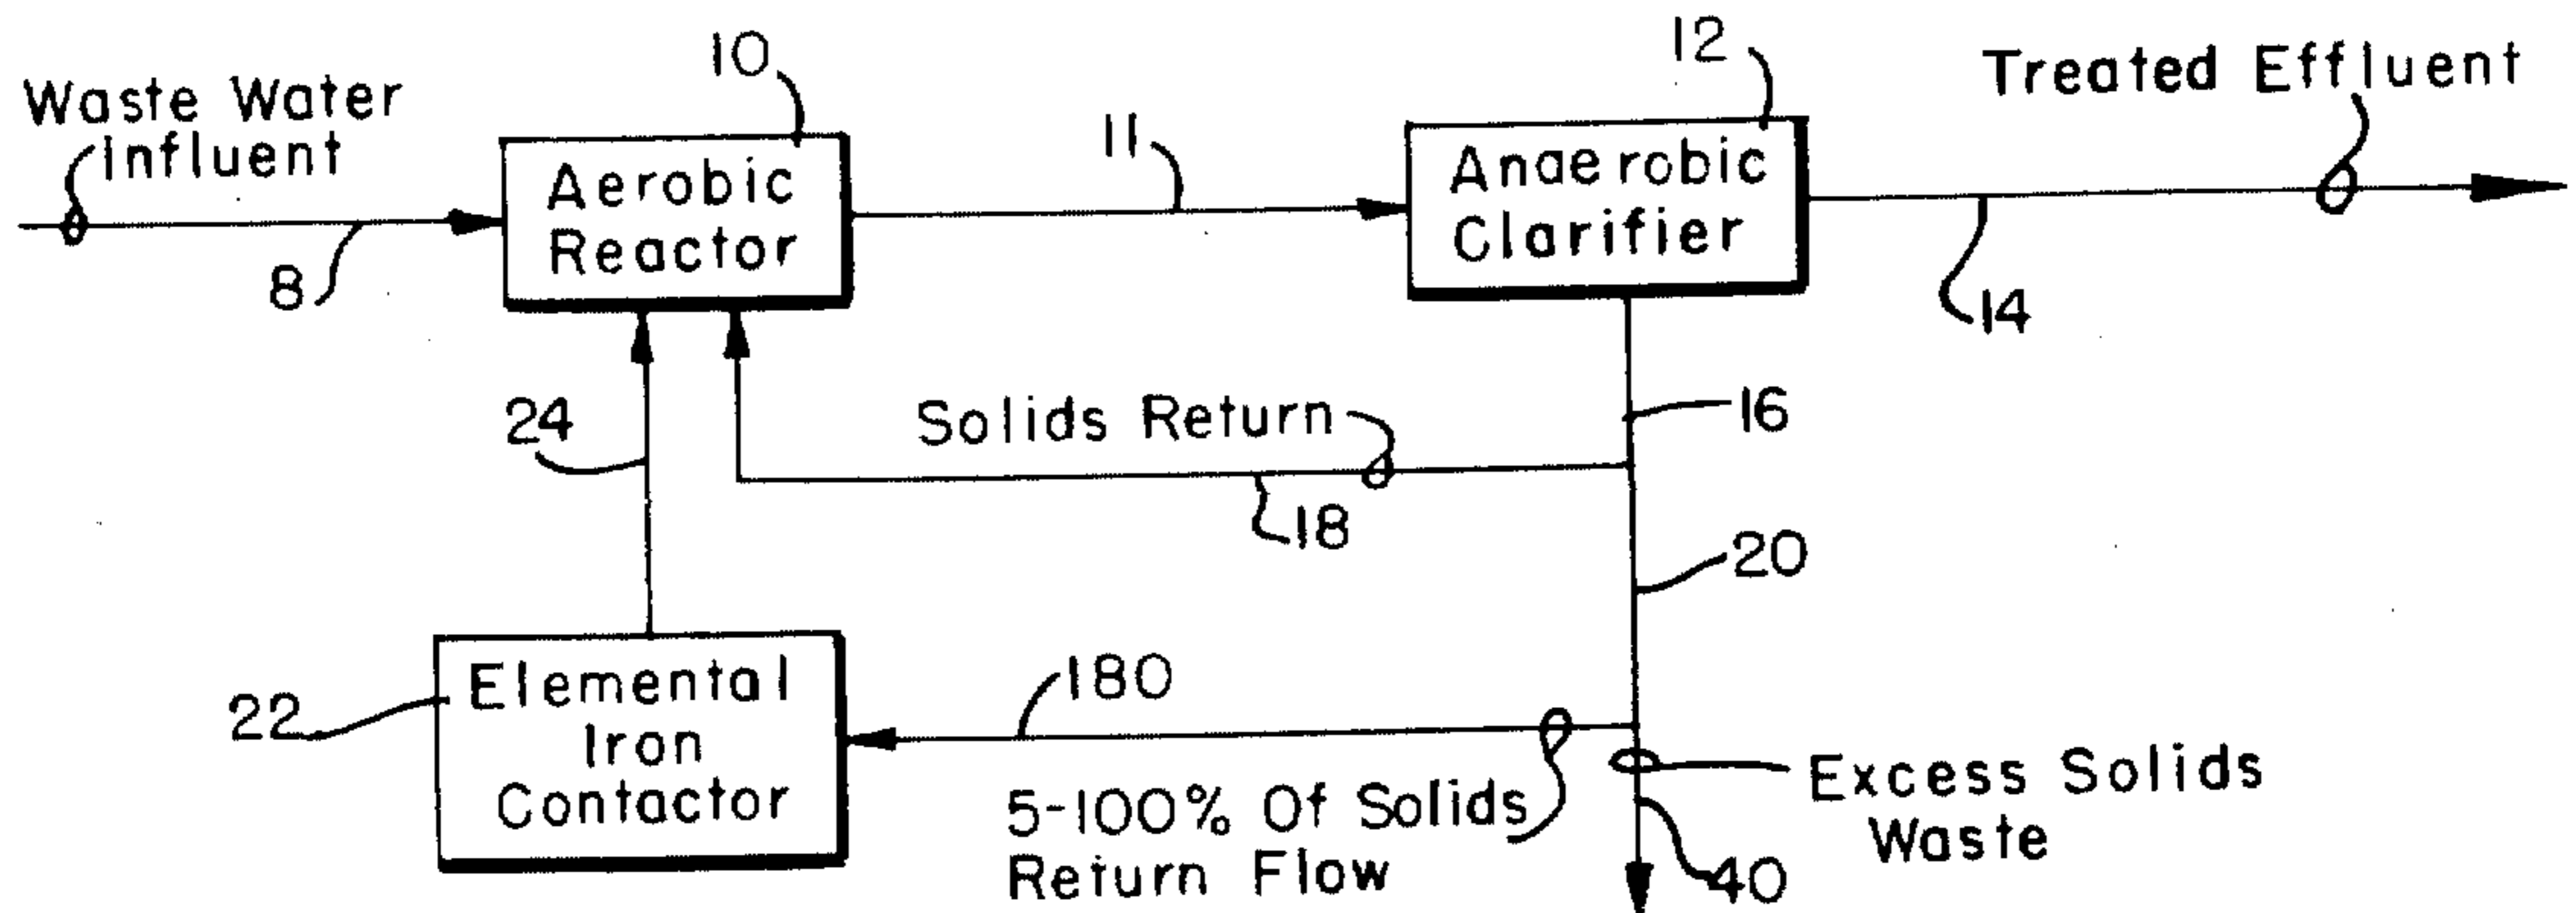 Waste Water
Influent
8
10
Aerobic
Reactor
11
12
Anaerobic
Clarifier
Treated Effluent
14
16
Solids Return
18
24
20
22
Elemental
Iron
Contactor
180
5-100% Of Solids
Return Flow
Excess Solids
Waste
40